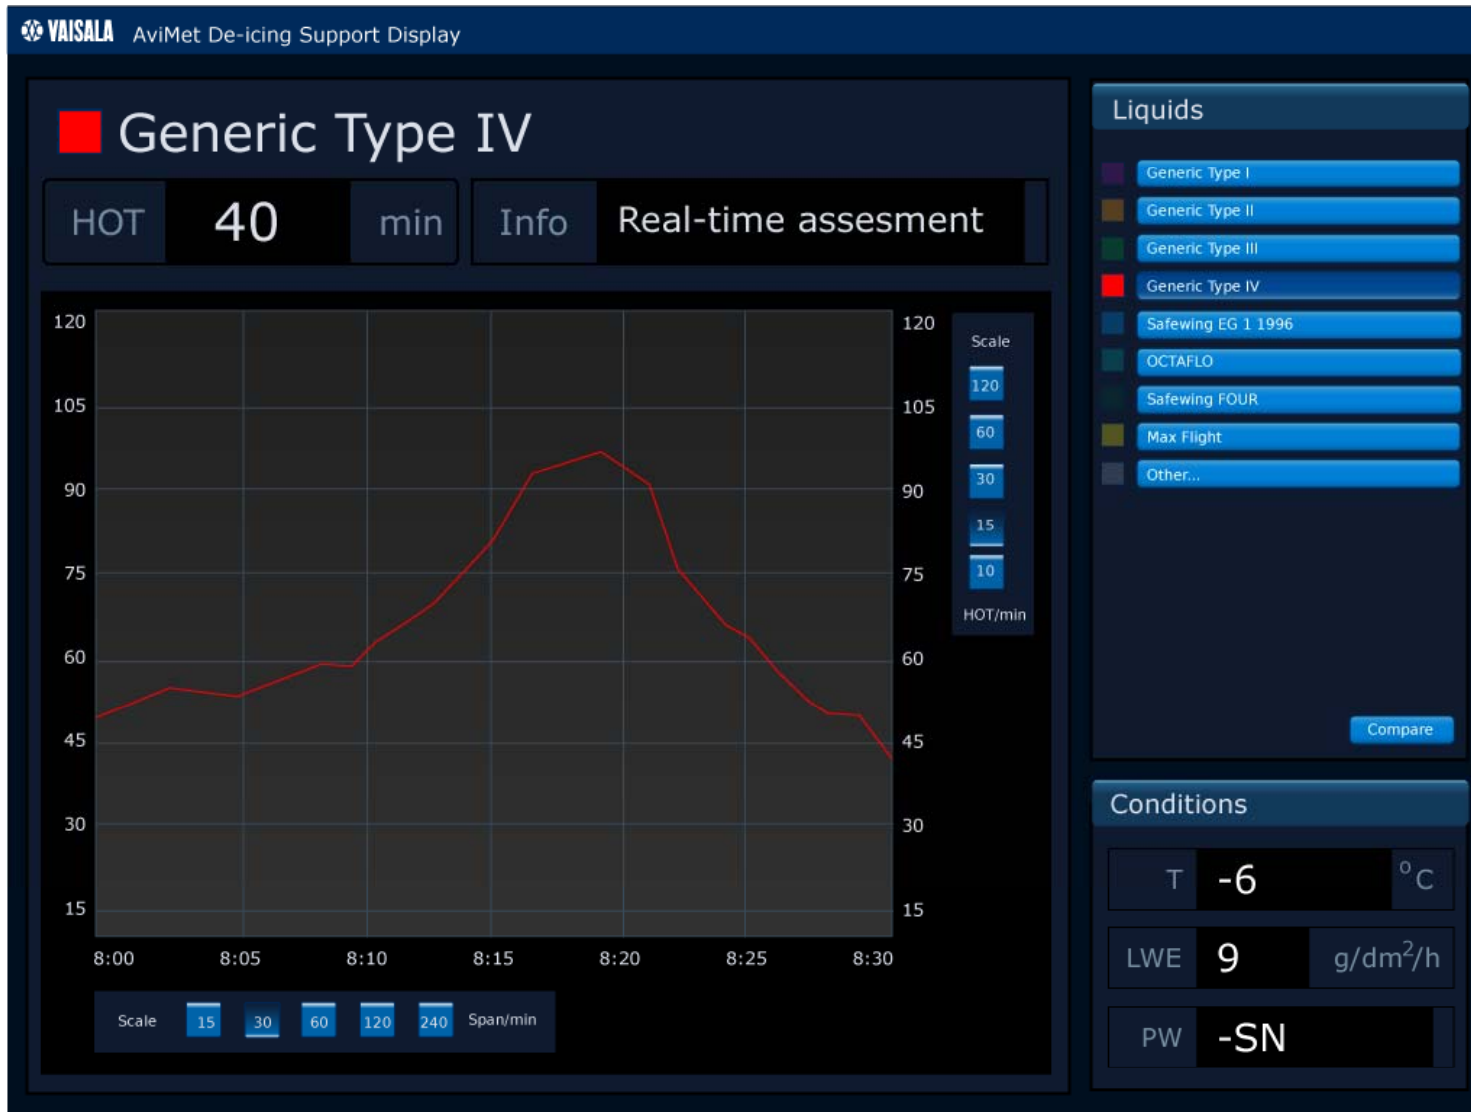 VAISALA AviMet De-icing Support Display
Generic Type IV
HOT 40 min
Info Real-time assesment
120
105
90
75
60
45
30
15
120
105
90
75
60
45
30
15
8:00 8:05 8:10 8:15 8:20 8:25 8:30
Scale
120
60
30
15
10
HOT/min
Scale 15 30 60 120 240 Span/min
Liquids
Generic Type I
Generic Type II
Generic Type III
Generic Type IV
Safewing EG 1 1996
OCTAFLO
Safewing FOUR
Max Flight
Other...
Compare
Conditions
T -6 °C
LWE 9 g/dm²/h
PW -SN